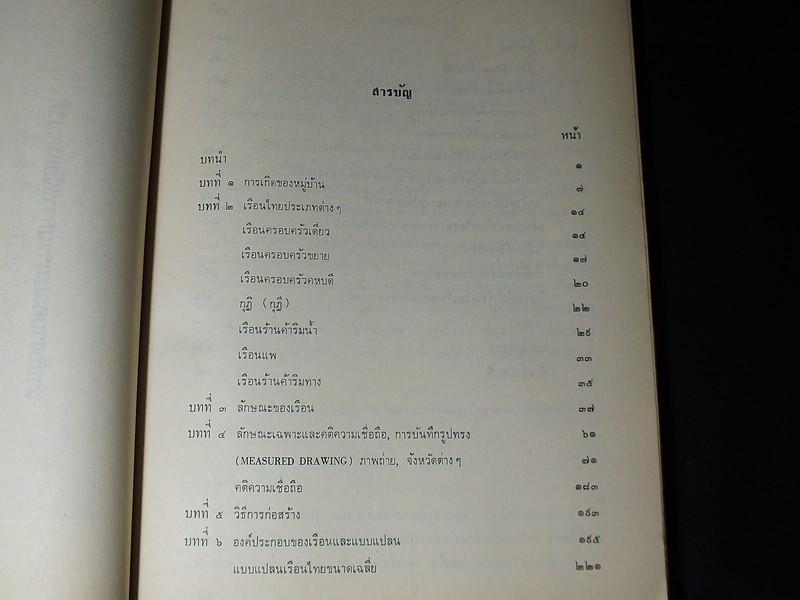 สารบัญ
หน้า
บทนำ ๑
บทที่ ๑ การเกิดของหมู่บ้าน ๗
บทที่ ๒ เรือนไทยประเภทต่าง ๆ ๑๔
เรือนครอบครัวเดี่ยว ๑๔
เรือนครอบครัวขยาย ๑๗
เรือนครอบครัวคหบดี ๒๐
กุฏิ (กุฎี) ๒๒
เรือนร้านค้าริมน้ำ ๒๙
เรือนแพ ๓๓
เรือนร้านค้าริมทาง ๓๕
บทที่ ๓ ลักษณะของเรือน ๓๗
บทที่ ๔ ลักษณะเฉพาะและคติความเชื่อถือ, การบันทึกรูปทรง ๖๑
(MEASURED DRAWING) ภาพถ่าย, จังหวัดต่าง ๆ ๗๑
คติความเชื่อถือ ๑๘๓
บทที่ ๕ วิธีการก่อสร้าง ๑๙๓
บทที่ ๖ องค์ประกอบของเรือนและแบบแปลน ๑๙๕
แบบแปลนเรือนไทยขนาดเฉลี่ย ๒๒๑